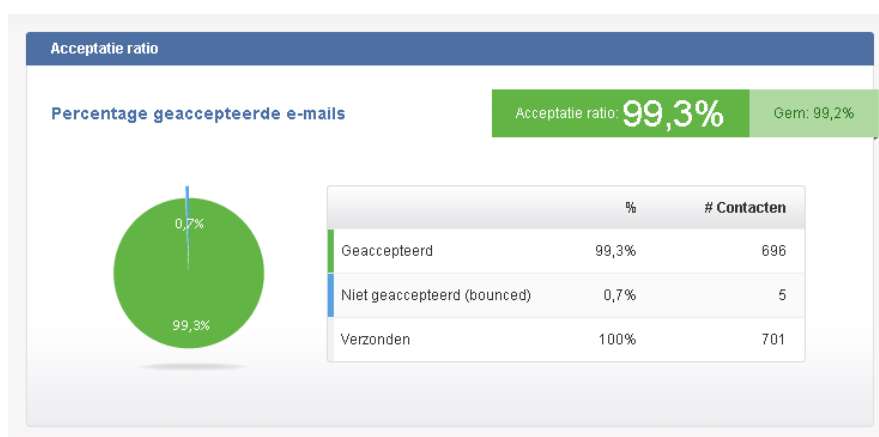 Acceptatie ratio
Percentage geaccepteerde e-mails
Acceptatie ratio: 99,3% Gem: 99,2%
0,7%
99,3%
% # Contacten
Geaccepteerd 99,3% 696
Niet geaccepteerd (bounced) 0,7% 5
Verzonden 100% 701